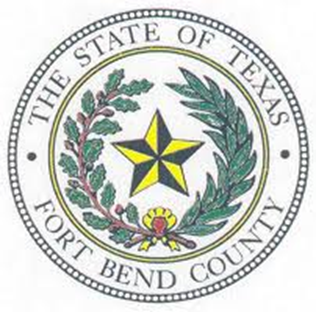 THE STATE OF TEXAS
FORT BEND COUNTY